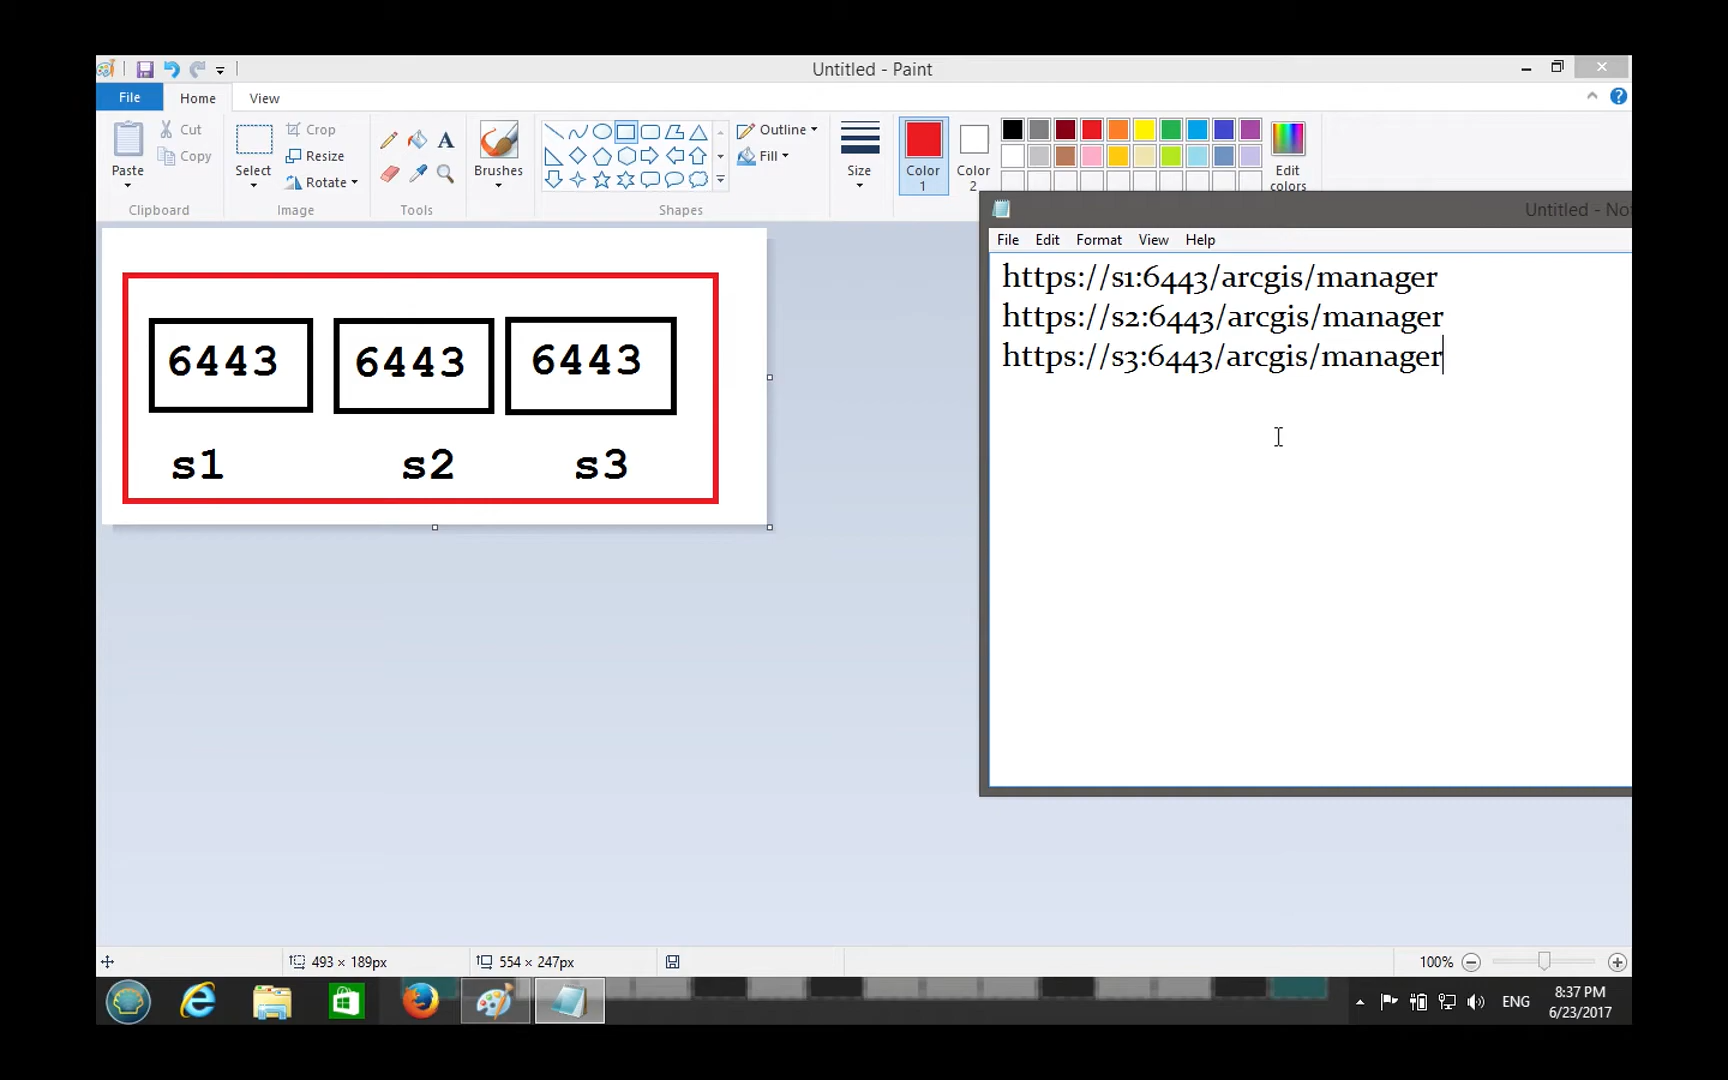 Untitled - Paint
File Home View
Paste
Cut
Copy
Clipboard
Select
Crop
Resize
Rotate
Image
Tools
Brushes
Shapes
Outline
Fill
Size
Color 1
Color 2
Edit colors
6443 6443 6443
s1 s2 s3
Untitled - No
File Edit Format View Help
https://s1:6443/arcgis/manager
https://s2:6443/arcgis/manager
https://s3:6443/arcgis/manager
493 × 189px
554 × 247px
100%
ENG
8:37 PM
6/23/2017